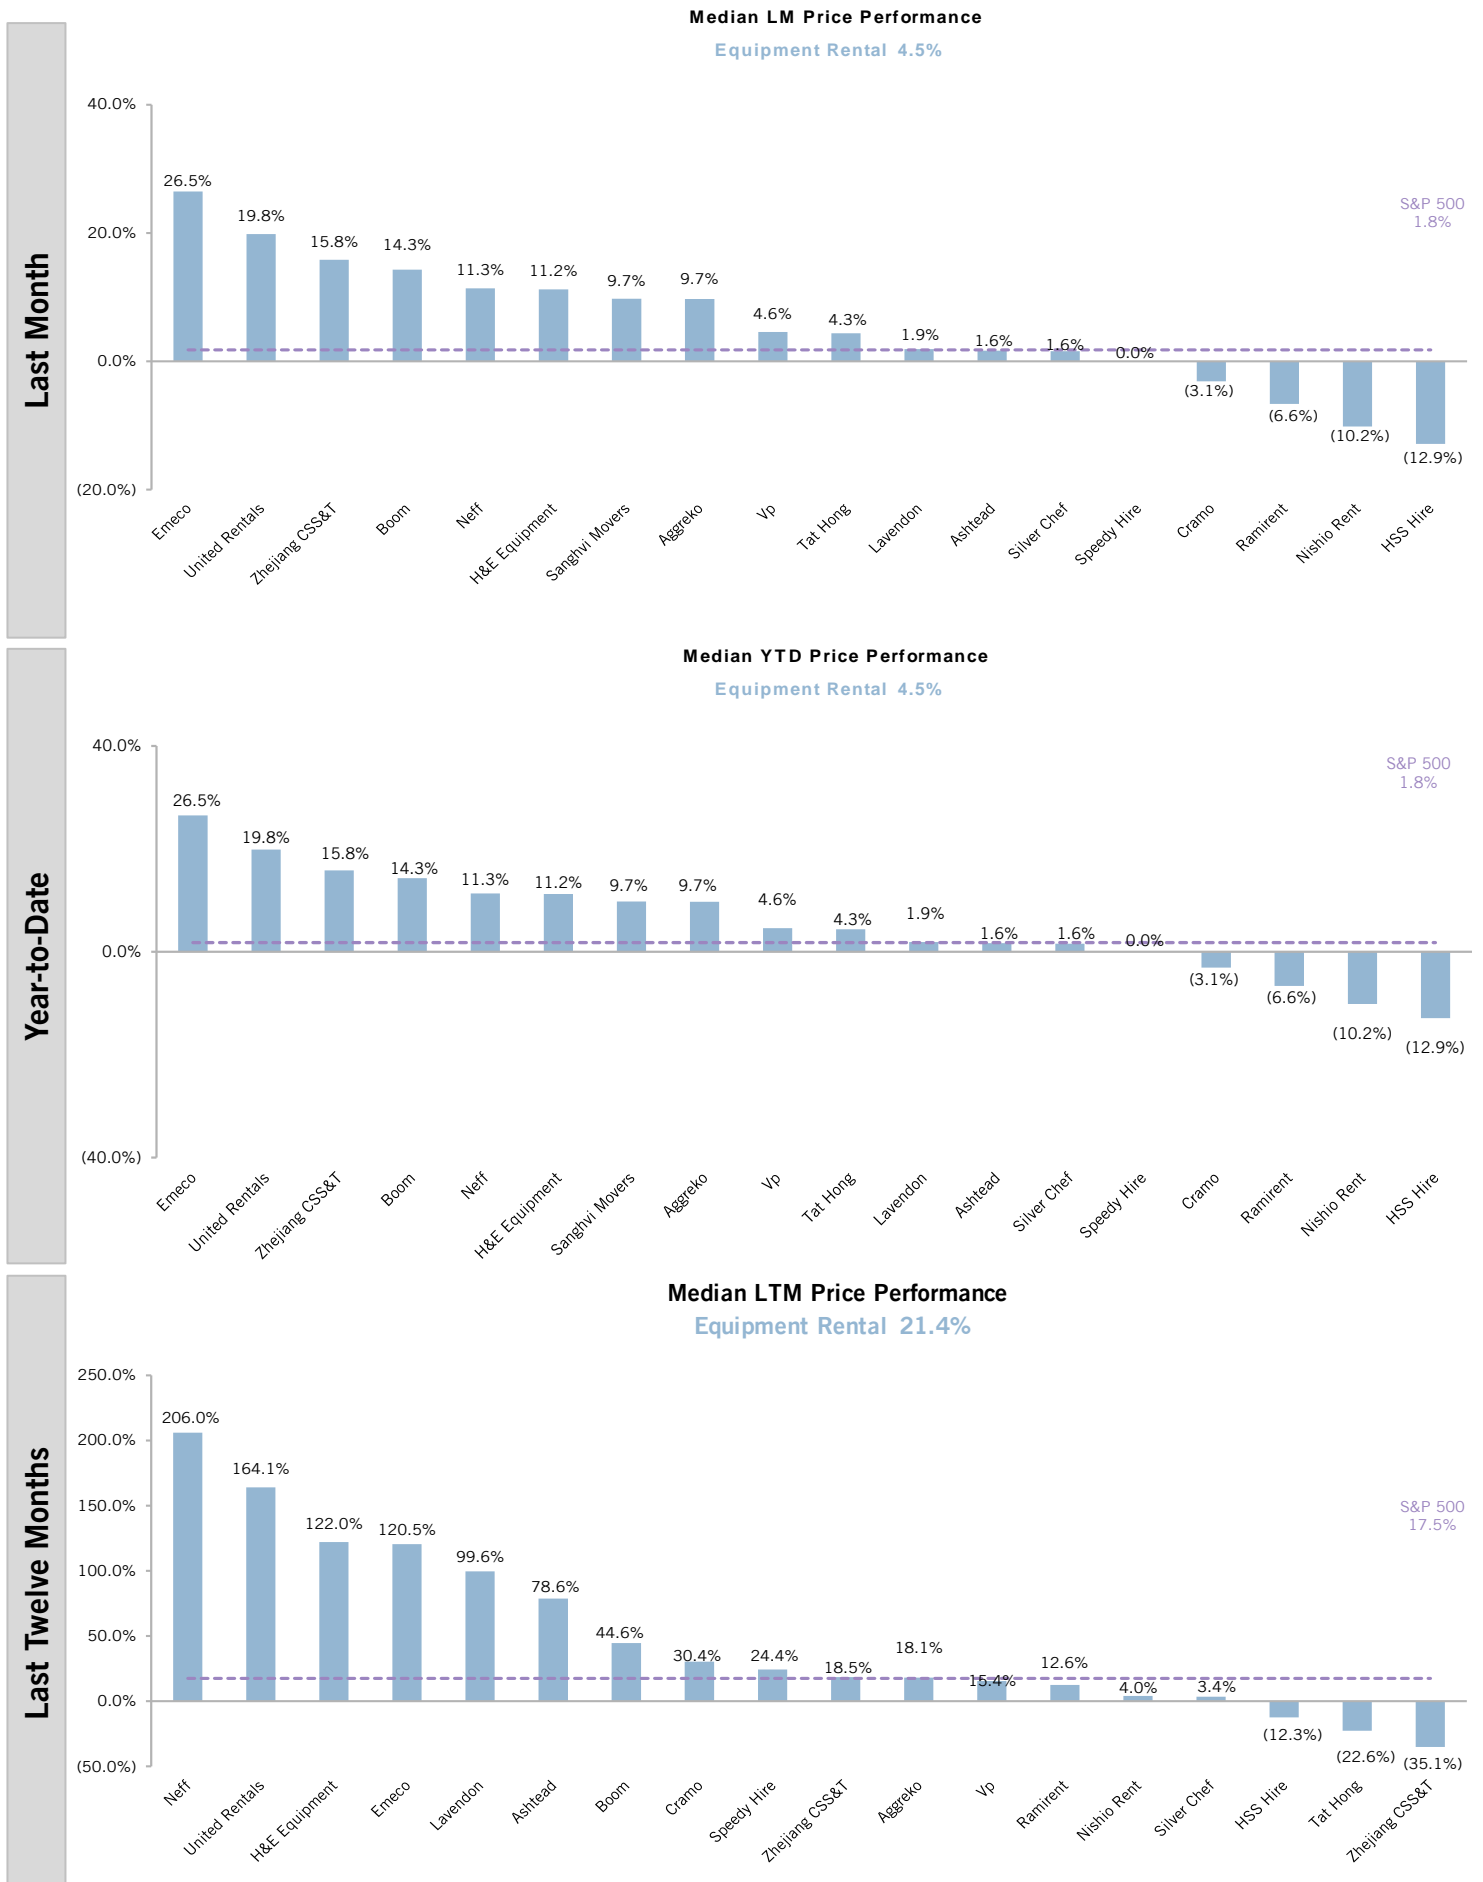 Last Month
Median LM Price Performance
Equipment Rental 4.5%
40.0%
20.0%
0.0%
(20.0%)
S&P 500
1.8%
26.5%
19.8%
15.8%
14.3%
11.3%
11.2%
9.7%
9.7%
4.6%
4.3%
1.9%
1.6%
1.6%
0.0%
(3.1%)
(6.6%)
(10.2%)
(12.9%)
Emeco
United Rentals
Zhejiang CSS&T
Boom
Neff
H&E Equipment
Sanghvi Movers
Aggreko
Vp
Tat Hong
Lavendon
Ashtead
Silver Chef
Speedy Hire
Cramo
Ramirent
Nishio Rent
HSS Hire
Year-to-Date
Median YTD Price Performance
Equipment Rental 4.5%
40.0%
0.0%
(40.0%)
S&P 500
1.8%
26.5%
19.8%
15.8%
14.3%
11.3%
11.2%
9.7%
9.7%
4.6%
4.3%
1.9%
1.6%
1.6%
0.0%
(3.1%)
(6.6%)
(10.2%)
(12.9%)
Emeco
United Rentals
Zhejiang CSS&T
Boom
Neff
H&E Equipment
Sanghvi Movers
Aggreko
Vp
Tat Hong
Lavendon
Ashtead
Silver Chef
Speedy Hire
Cramo
Ramirent
Nishio Rent
HSS Hire
Last Twelve Months
Median LTM Price Performance
Equipment Rental 21.4%
250.0%
200.0%
150.0%
100.0%
50.0%
0.0%
(50.0%)
S&P 500
17.5%
206.0%
164.1%
122.0%
120.5%
99.6%
78.6%
44.6%
30.4%
24.4%
18.5%
18.1%
15.4%
12.6%
4.0%
3.4%
(12.3%)
(22.6%)
(35.1%)
Neff
United Rentals
H&E Equipment
Emeco
Lavendon
Ashtead
Boom
Cramo
Speedy Hire
Zhejiang CSS&T
Aggreko
Vp
Ramirent
Nishio Rent
Silver Chef
HSS Hire
Tat Hong
Zhejiang CSS&T